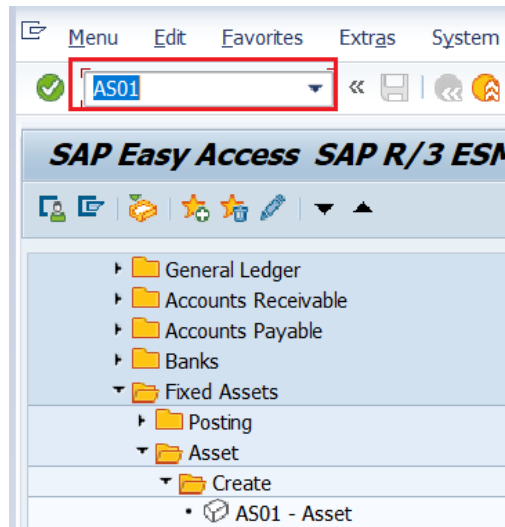 Menu Edit Favorites Extras System
AS01
SAP Easy Access SAP R/3 ESM
General Ledger
Accounts Receivable
Accounts Payable
Banks
Fixed Assets
Posting
Asset
Create
AS01 - Asset